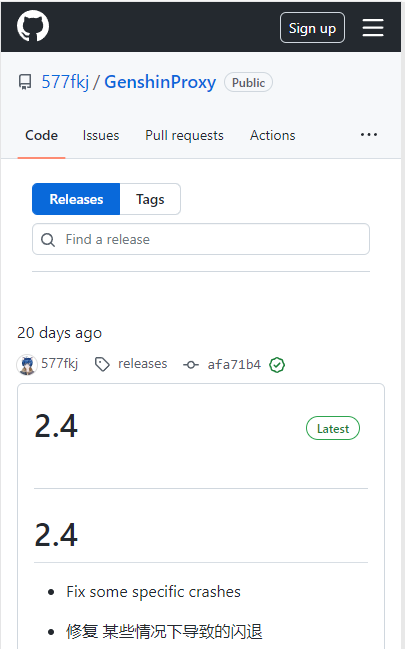 Sign up
577fkj / GenshinProxy Public
Code Issues Pull requests Actions
Releases Tags
Find a release
20 days ago
577fkj releases afa71b4
2.4 Latest
2.4
Fix some specific crashes
修复 某些情况下导致的闪退